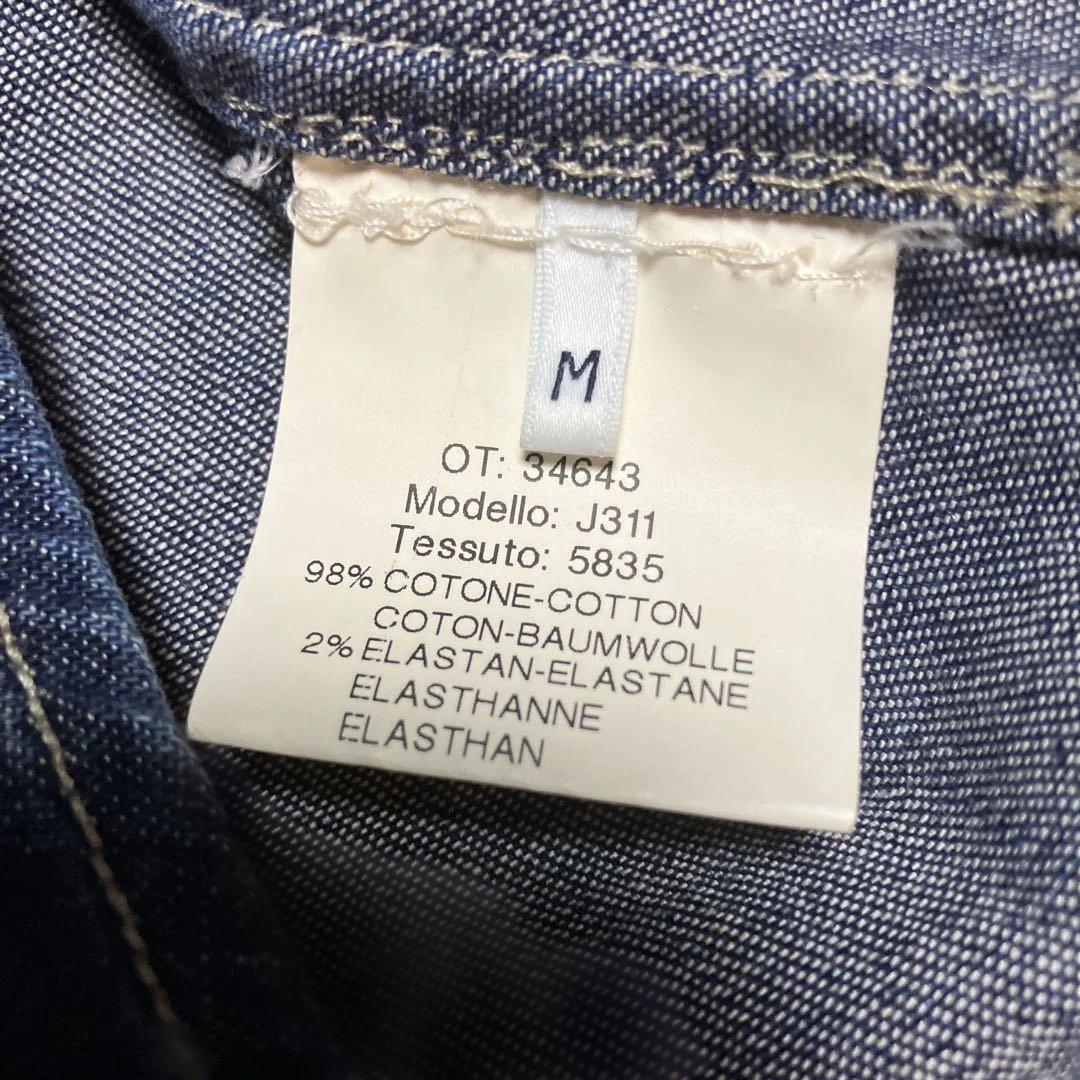 M
OT: 34643
Modello: J311
Tessuto: 5835
98% COTONE-COTTON
COTON-BAUMWOLLE
2% ELASTAN-ELASTANE
ELASTHANNE
ELASTHAN